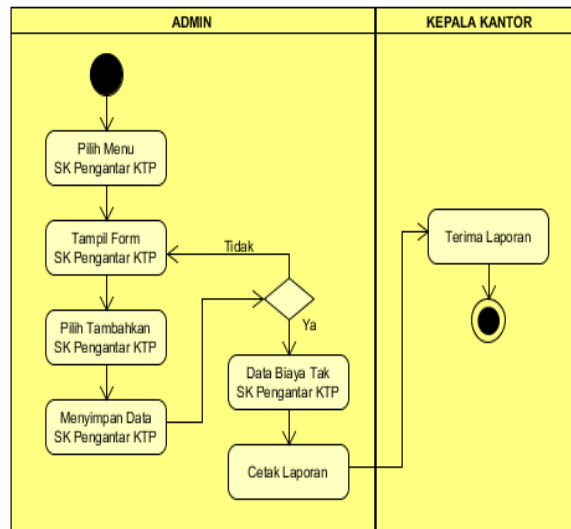 ADMIN
KEPALA KANTOR
Pilih Menu
SK Pengantar KTP
Tampil Form
SK Pengantar KTP
Tidak
Terima Laporan
Pilih Tambahkan
SK Pengantar KTP
Ya
Data Biaya Tak
SK Pengantar KTP
Menyimpan Data
SK Pengantar KTP
Cetak Laporan